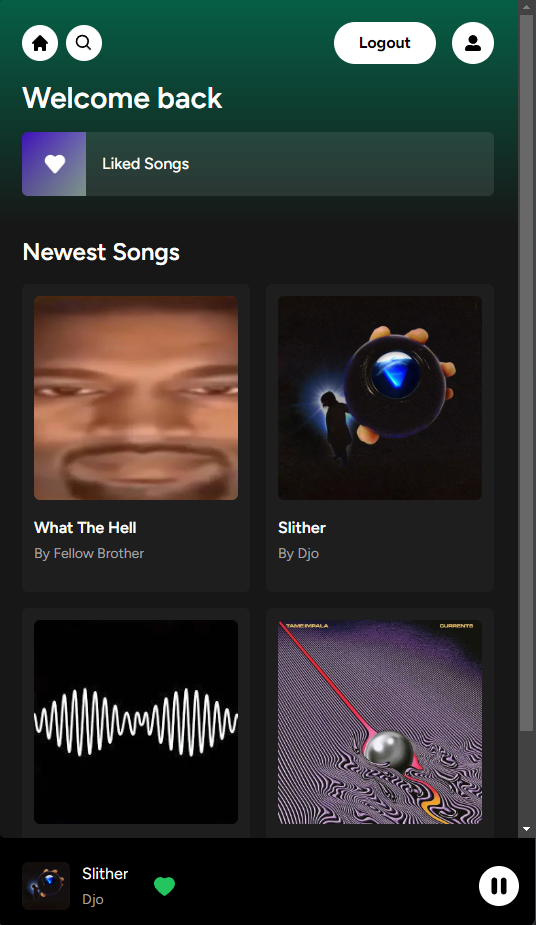 Logout
Welcome back
Liked Songs
Newest Songs
What The Hell
By Fellow Brother
Slither
By Djo
TAME IMPALA
CURRENTS
Slither
Djo